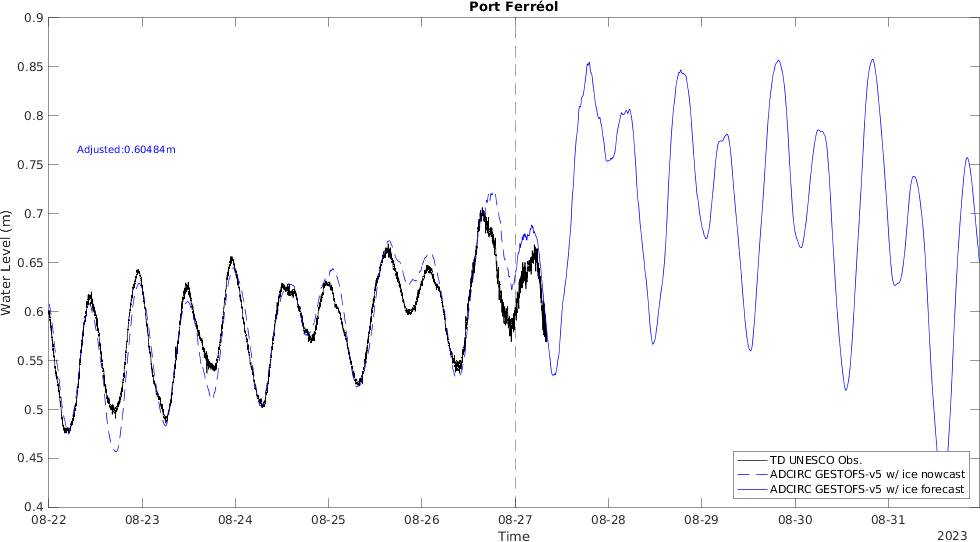 Port Ferréol
0.9
0.85
0.8
0.75
0.7
0.65
0.6
0.55
0.5
0.45
0.4
Water Level (m)
Adjusted:0.60484m
TD UNESCO Obs.
ADCIRC GESTOFS-v5 w/ ice nowcast
ADCIRC GESTOFS-v5 w/ ice forecast
08-22 08-23 08-24 08-25 08-26 08-27 08-28 08-29 08-30 08-31
Time
2023